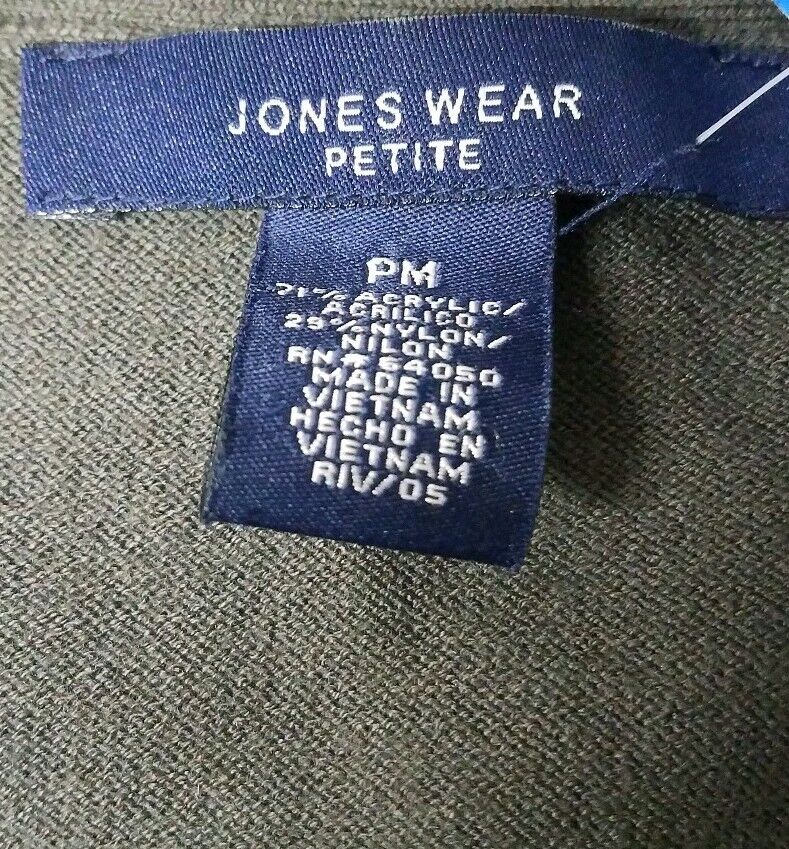 JONES WEAR
PETITE
PM
71% ACRYLIC/
ACRILICO
29% NYLON/
NILON
RN# 54050
MADE IN
VIETNAM
HECHO EN
VIETNAM
RIV/05